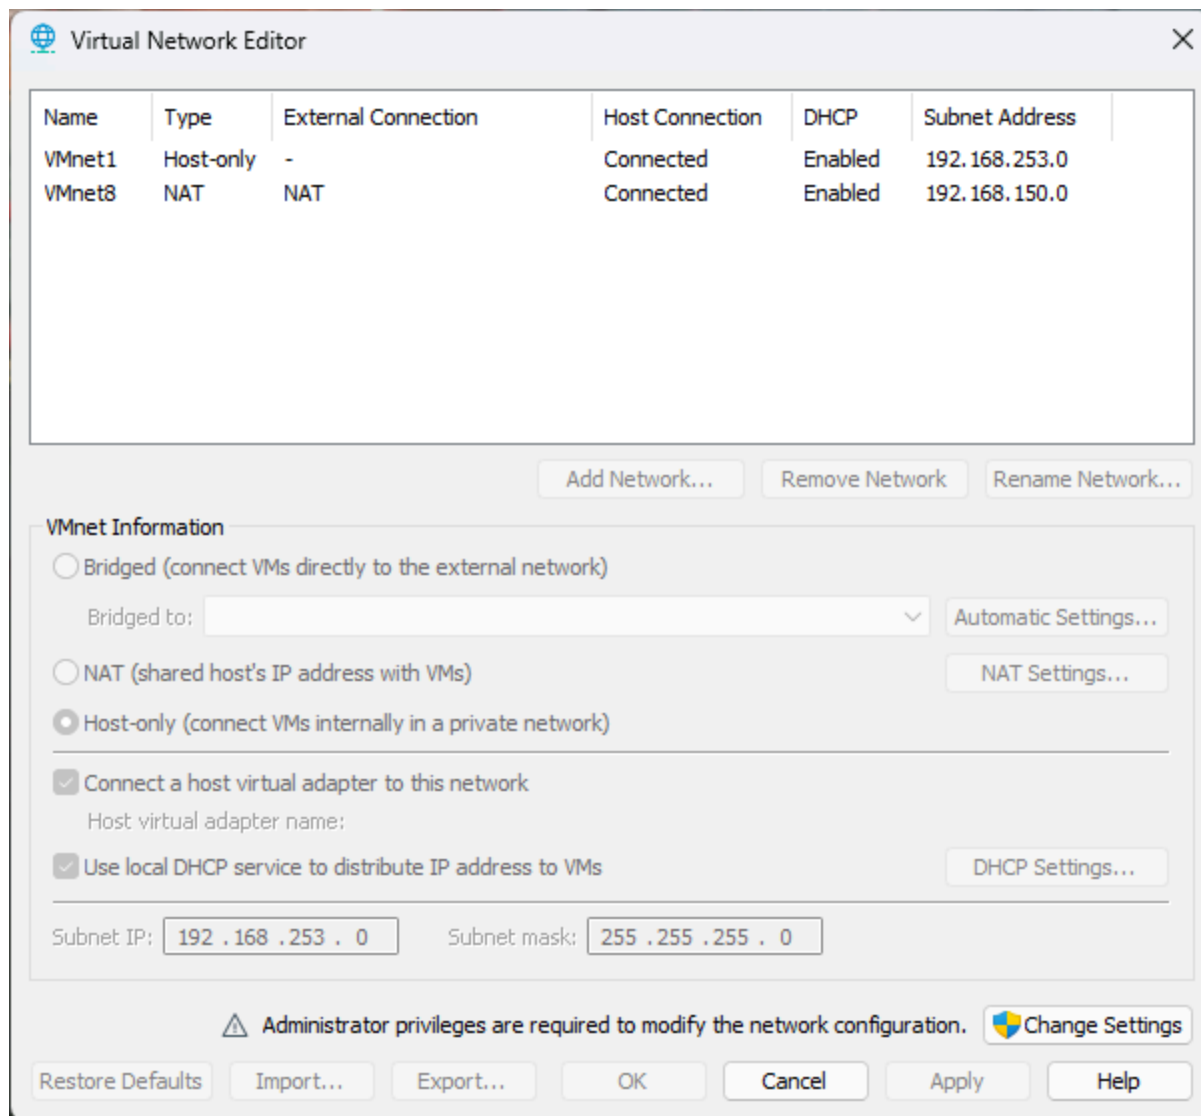 Virtual Network Editor
Name Type External Connection Host Connection DHCP Subnet Address
VMnet1 Host-only - Connected Enabled 192.168.253.0
VMnet8 NAT NAT Connected Enabled 192.168.150.0
Add Network... Remove Network Rename Network...
VMnet Information
Bridged (connect VMs directly to the external network)
Bridged to: Automatic Settings...
NAT (shared host's IP address with VMs) NAT Settings...
Host-only (connect VMs internally in a private network)
Connect a host virtual adapter to this network
Host virtual adapter name:
Use local DHCP service to distribute IP address to VMs DHCP Settings...
Subnet IP: 192 . 168 . 253 . 0 Subnet mask: 255 . 255 . 255 . 0
Administrator privileges are required to modify the network configuration. Change Settings
Restore Defaults Import... Export... OK Cancel Apply Help